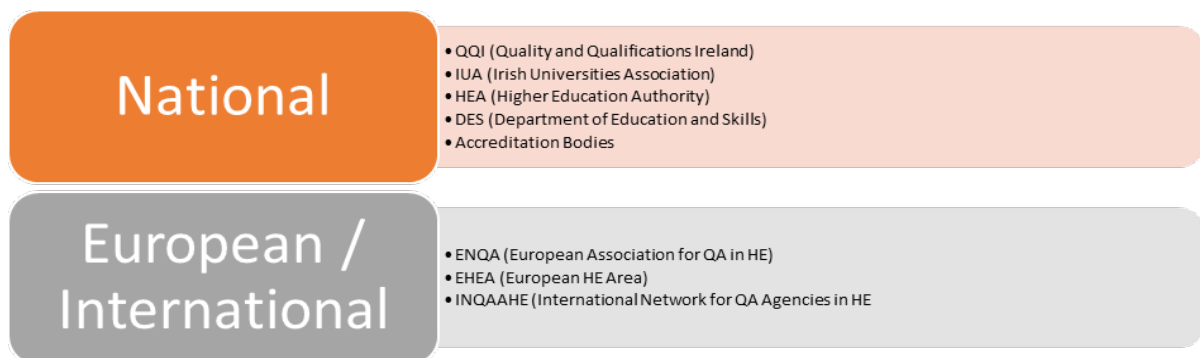 National
• QQI (Quality and Qualifications Ireland)
• IUA (Irish Universities Association)
• HEA (Higher Education Authority)
• DES (Department of Education and Skills)
• Accreditation Bodies
European /
International
• ENQA (European Association for QA in HE)
• EHEA (European HE Area)
• INQAAHE (International Network for QA Agencies in HE